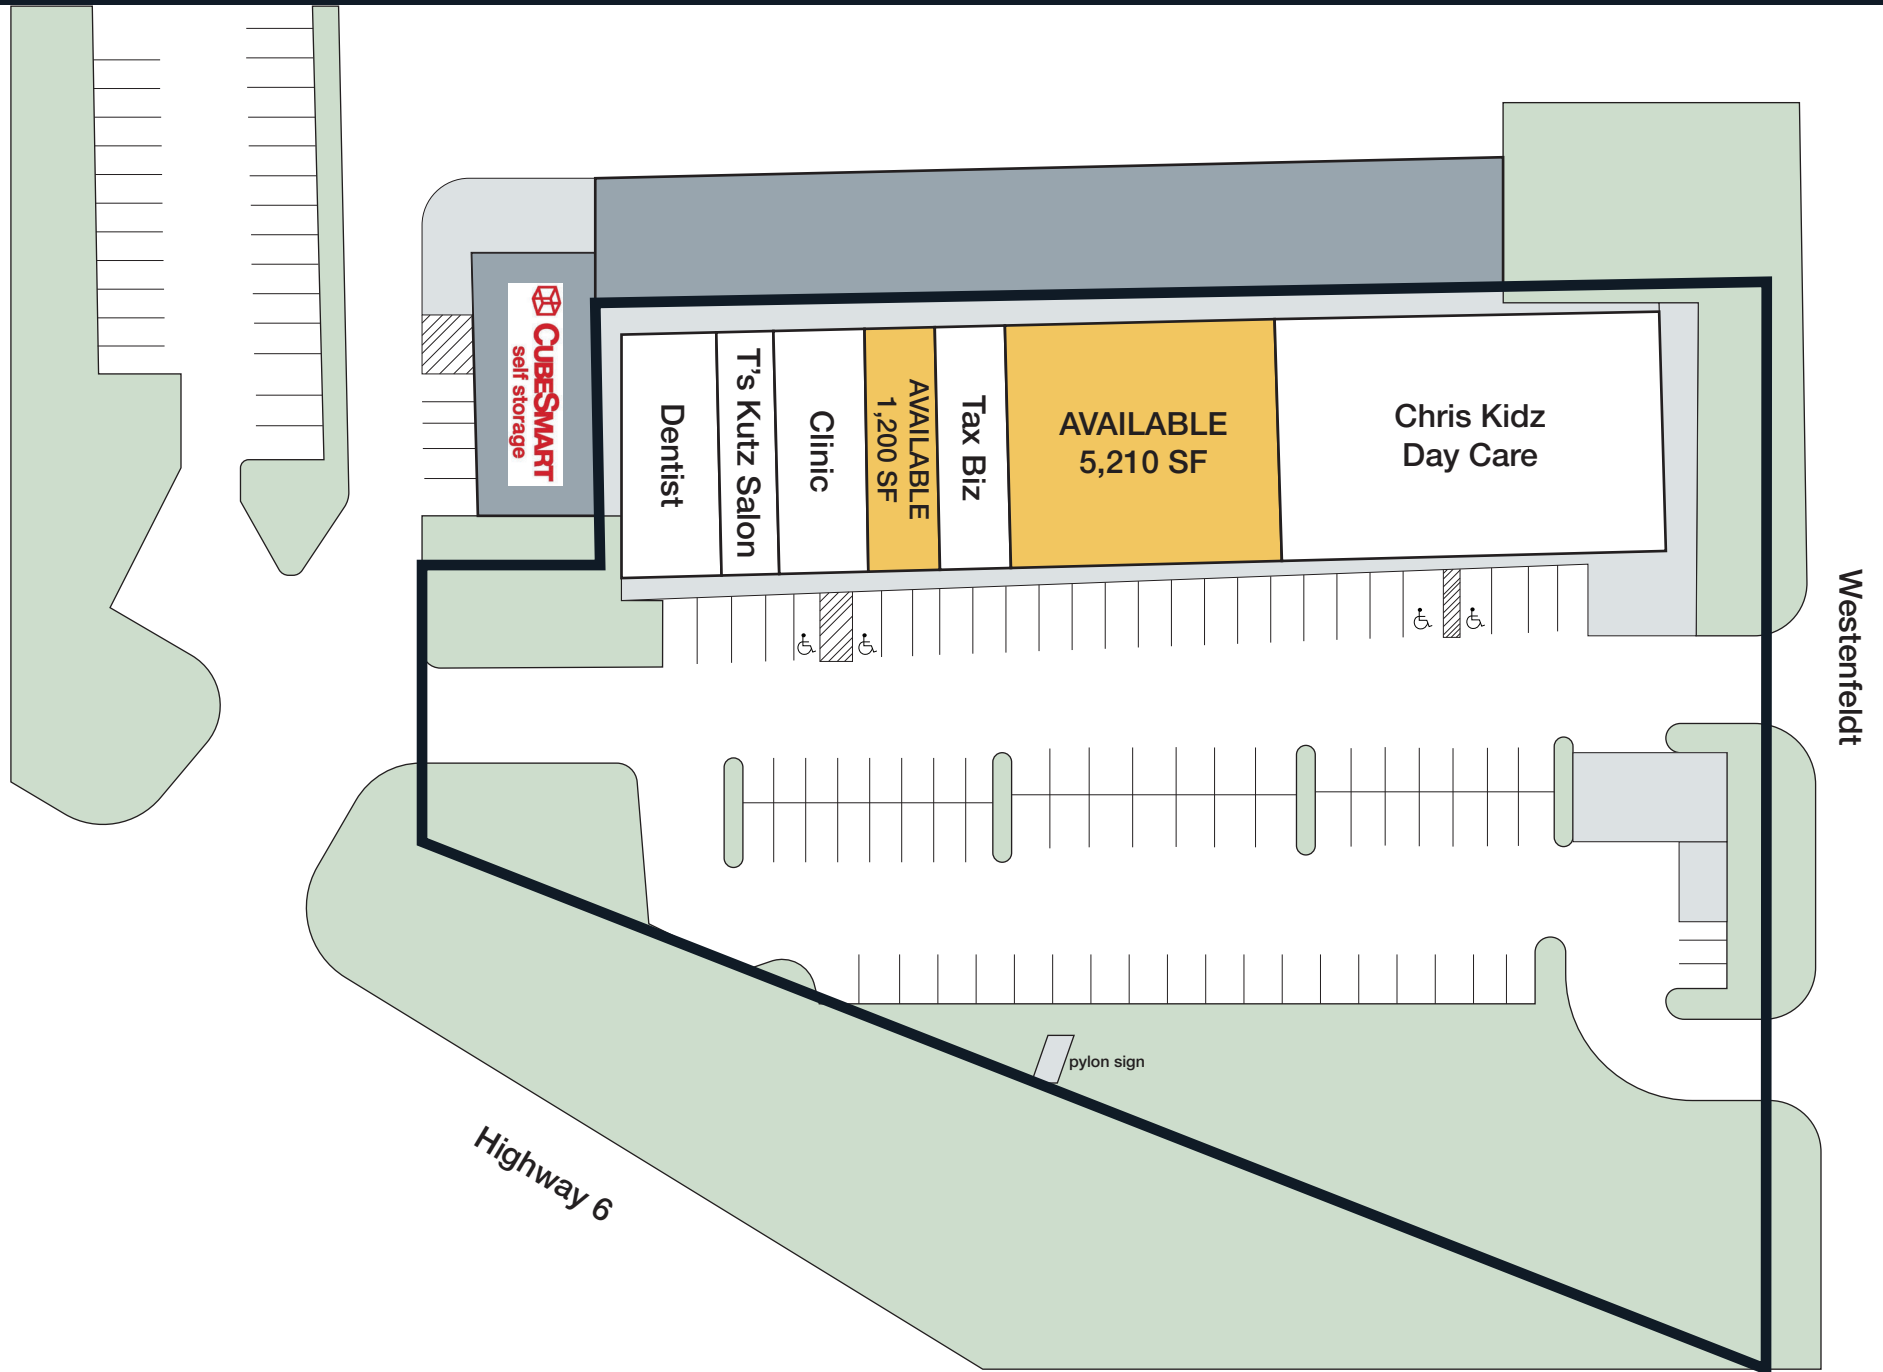 CUBESMART
self storage
Dentist
T's Kutz Salon
Clinic
AVAILABLE
1,200 SF
Tax Biz
AVAILABLE
5,210 SF
Chris Kidz
Day Care
Westenfeldt
pylon sign
Highway 6